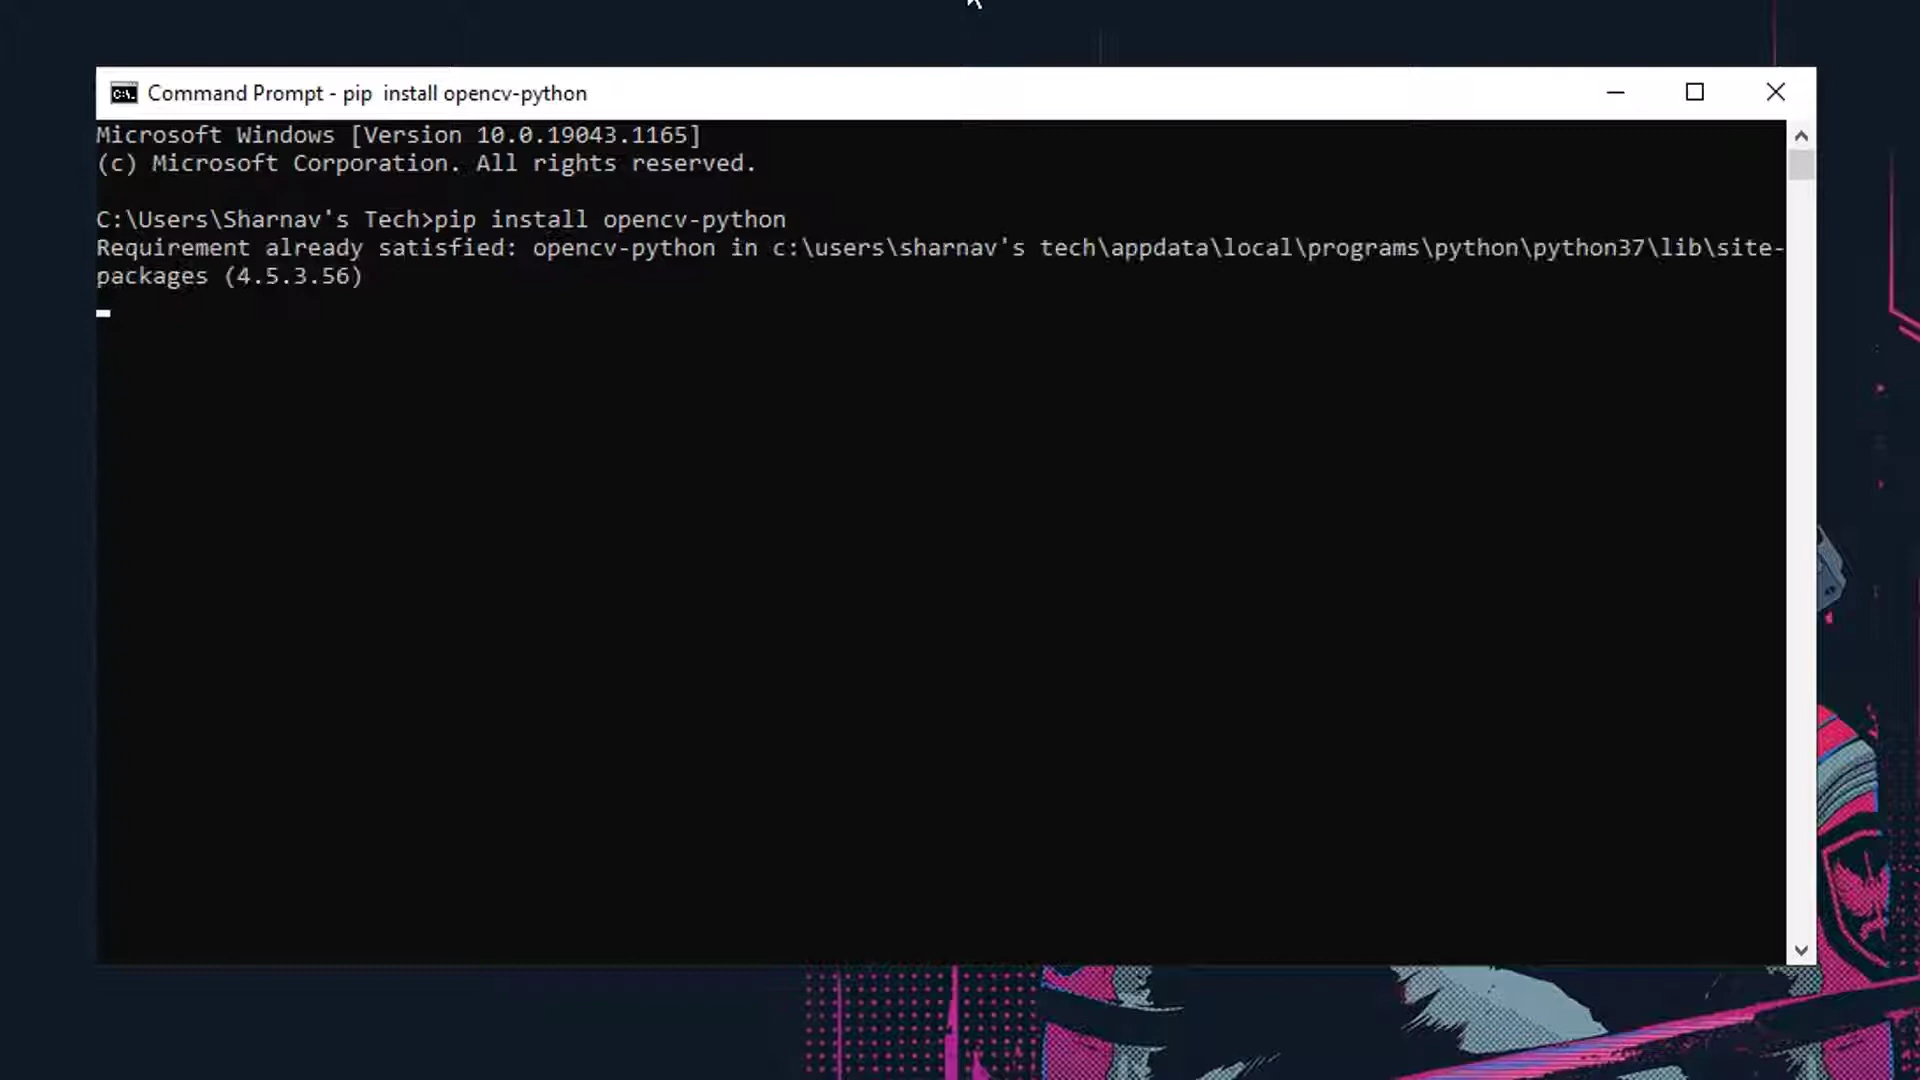 Command Prompt - pip  install opencv-python
Microsoft Windows [Version 10.0.19043.1165]
(c) Microsoft Corporation. All rights reserved.
C:\Users\Sharnav's Tech>pip install opencv-python
Requirement already satisfied: opencv-python in c:\users\sharnav's tech\appdata\local\programs\python\python37\lib\site-
packages (4.5.3.56)